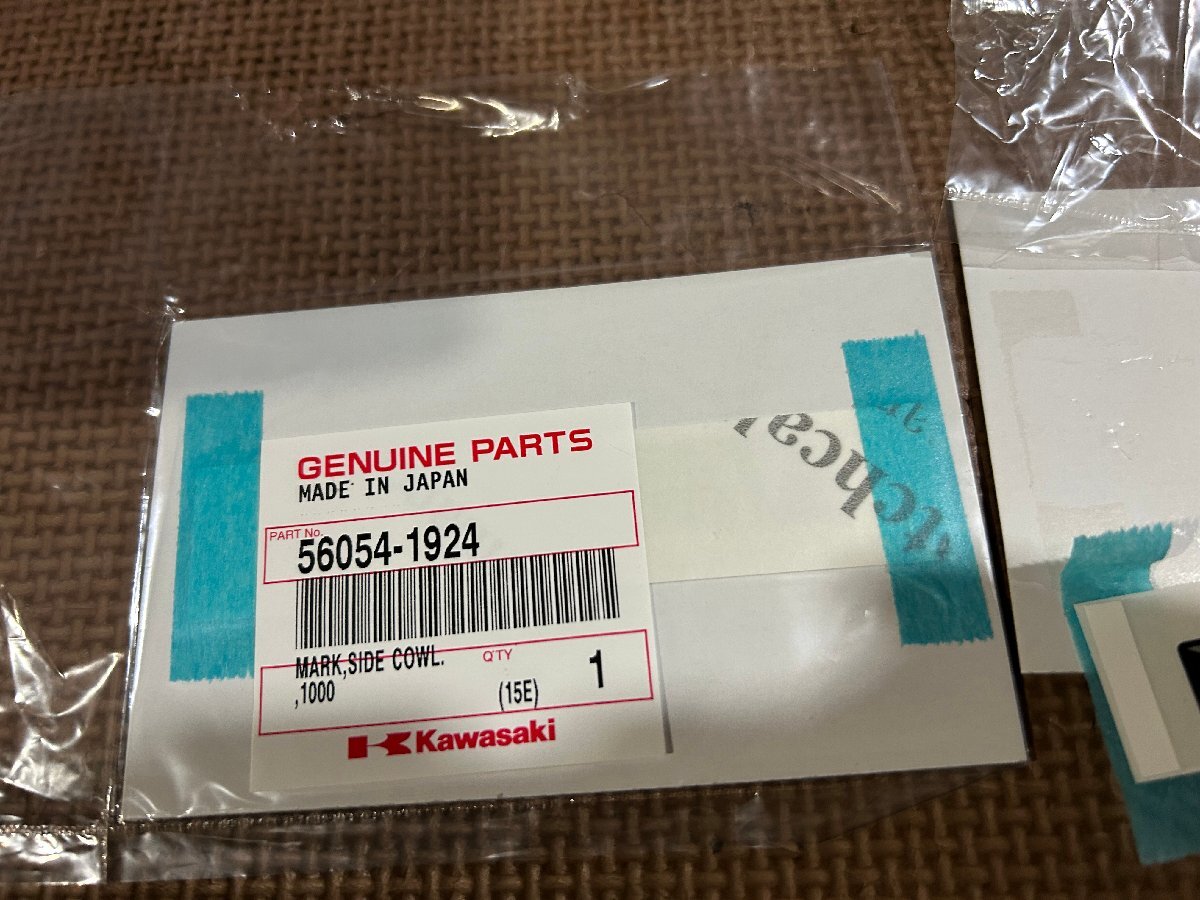 GENUINE PARTS
MADE IN JAPAN
PART No.
56054-1924
MARK,SIDE COWL.
,1000
Q'TY
(15E)
1
Kawasaki